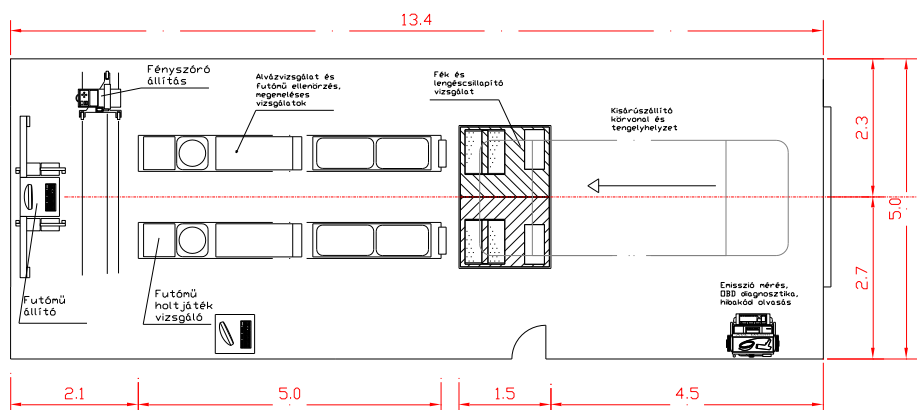 13.4
Fényszóró
állítás
Alvázvizsgálat és
futómű ellenőrzés,
megemeléses
vizsgálatok
Fék és
lengéscsillapító
vizsgálat
Kisáruszállító
körvonal és
tengelyhelyzet
2.3
5.0
2.7
Futómű
állító
Futómű
holtjáték
vizsgáló
Emisszió mérés,
OBD diagnosztika,
hibakód olvasás
2.1
5.0
1.5
4.5